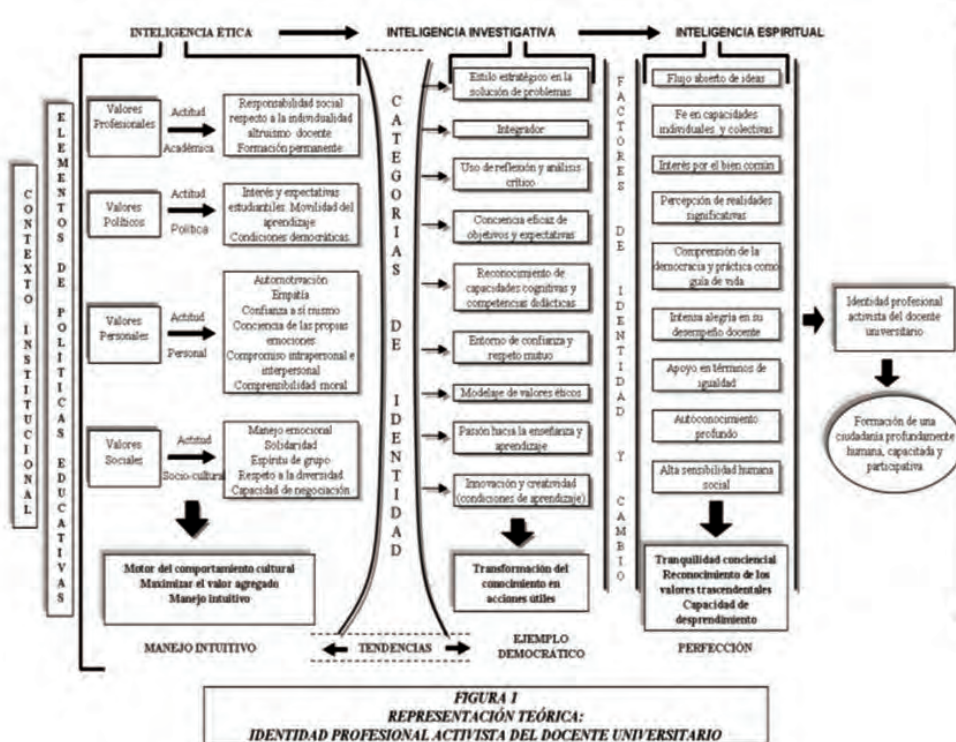 INTELIGENCIA ÉTICA
INTELIGENCIA INVESTIGATIVA
INTELIGENCIA ESPIRITUAL
CONTEXTO INSTITUCIONAL
ELEMENTOS DE POLITICAS EDUCATIVAS
Valores
Profesionales
Actitud
Académica
Responsabilidad social
respecto a la individualidad
altruismo docente
Formación permanente
Valores
Políticos
Actitud
Política
Interés y expectativas
estudiantiles. Movilidad del
aprendizaje
Condiciones democráticas.
Valores
Personales
Actitud
Personal
Automotivación
Empatía
Confianza a sí mismo
Conciencia de las propias
emociones
Compromiso intrapersonal e
interpersonal
Comprensibilidad moral
Valores
Sociales
Actitud
Socio-cultural
Manejo emocional
Solidaridad
Espíritu de grupo
Respeto a la diversidad
Capacidad de negociación
Motor del comportamiento cultural
Maximizar el valor agregado
Manejo intuitivo
MANEJO INTUITIVO
CATEGORIAS DE IDENTIDAD
TENDENCIAS
Estilo estratégico en la
solución de problemas
Integrador
Uso de reflexión y análisis
crítico
Conciencia eficaz de
objetivos y expectativas
Reconocimiento de
capacidades cognitivas y
competencias didácticas
Entorno de confianza y
respeto mutuo
Modelaje de valores éticos
Pasión hacia la enseñanza y
aprendizaje
Innovación y creatividad
(condiciones de aprendizaje)
Transformación del
conocimiento en
acciones útiles
EJEMPLO
DEMOCRÁTICO
FACTORES DE IDENTIDAD Y CAMBIO
Flujo abierto de ideas
Fe en capacidades
individuales y colectivas
Interés por el bien común
Percepción de realidades
significativas
Comprensión de la
democracia y práctica como
guía de vida
Intensa alegría en su
desempeño docente
Apoyo en términos de
igualdad
Autoconocimiento
profundo
Alta sensibilidad humana
social
Tranquilidad conciencial
Reconocimiento de los
valores trascendentales
Capacidad de
desprendimiento
PERFECCIÓN
Identidad profesional
activista del docente
universitario
Formación de una
ciudadanía profundamente
humana, capacitada y
participativa
FIGURA 1
REPRESENTACIÓN TEÓRICA:
IDENTIDAD PROFESIONAL ACTIVISTA DEL DOCENTE UNIVERSITARIO